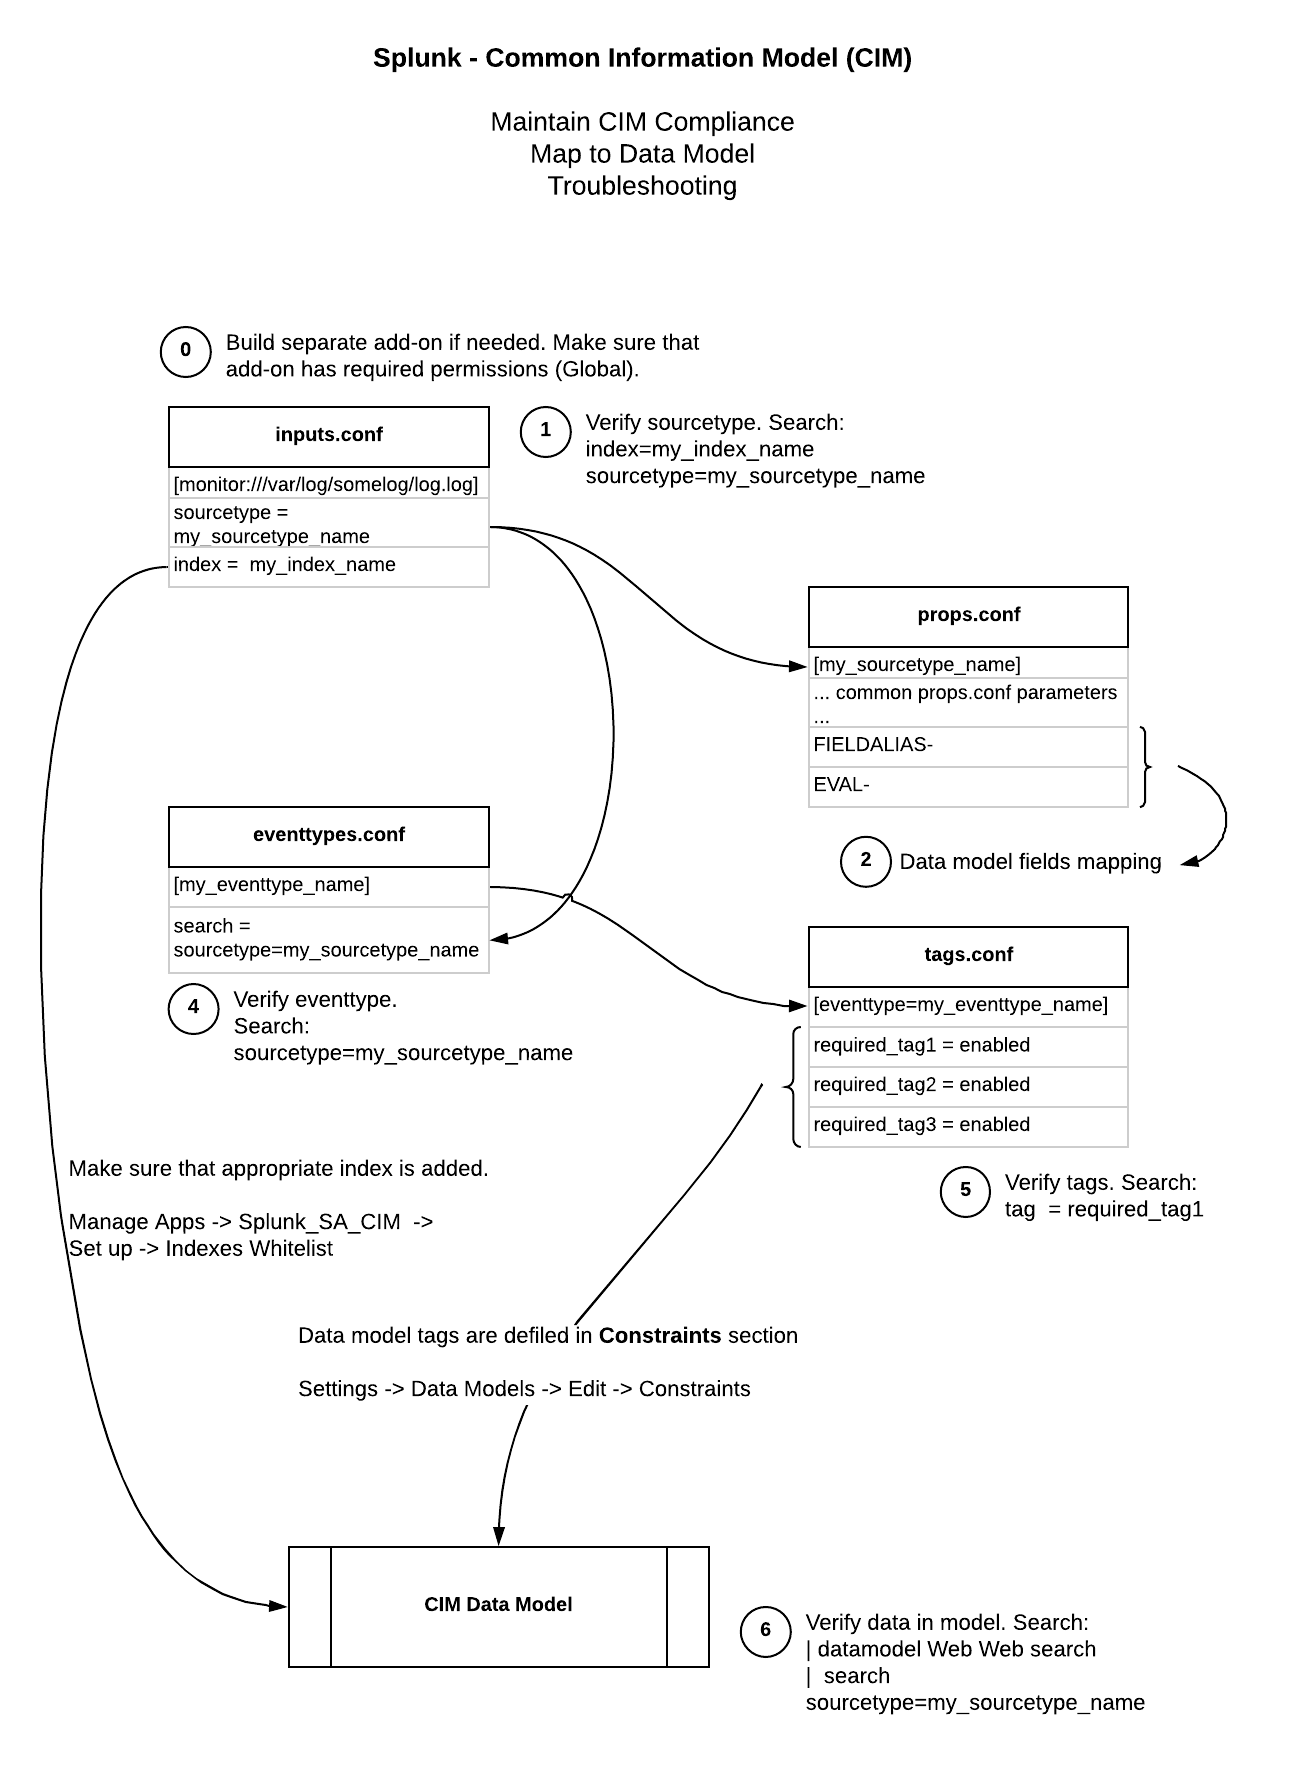 Splunk - Common Information Model (CIM)
Maintain CIM Compliance
Map to Data Model
Troubleshooting
0
Build separate add-on if needed. Make sure that
add-on has required permissions (Global).
inputs.conf
[monitor:///var/log/somelog/log.log]
sourcetype =
my_sourcetype_name
index =  my_index_name
1
Verify sourcetype. Search:
index=my_index_name
sourcetype=my_sourcetype_name
props.conf
[my_sourcetype_name]
... common props.conf parameters
...
FIELDALIAS-
EVAL-
2
Data model fields mapping
eventtypes.conf
[my_eventtype_name]
search =
sourcetype=my_sourcetype_name
4
Verify eventtype.
Search:
sourcetype=my_sourcetype_name
tags.conf
[eventtype=my_eventtype_name]
required_tag1 = enabled
required_tag2 = enabled
required_tag3 = enabled
5
Verify tags. Search:
tag  = required_tag1
Make sure that appropriate index is added.
Manage Apps -> Splunk_SA_CIM  ->
Set up -> Indexes Whitelist
Data model tags are defiled in Constraints section
Settings -> Data Models -> Edit -> Constraints
CIM Data Model
6
Verify data in model. Search:
| datamodel Web Web search
|  search
sourcetype=my_sourcetype_name